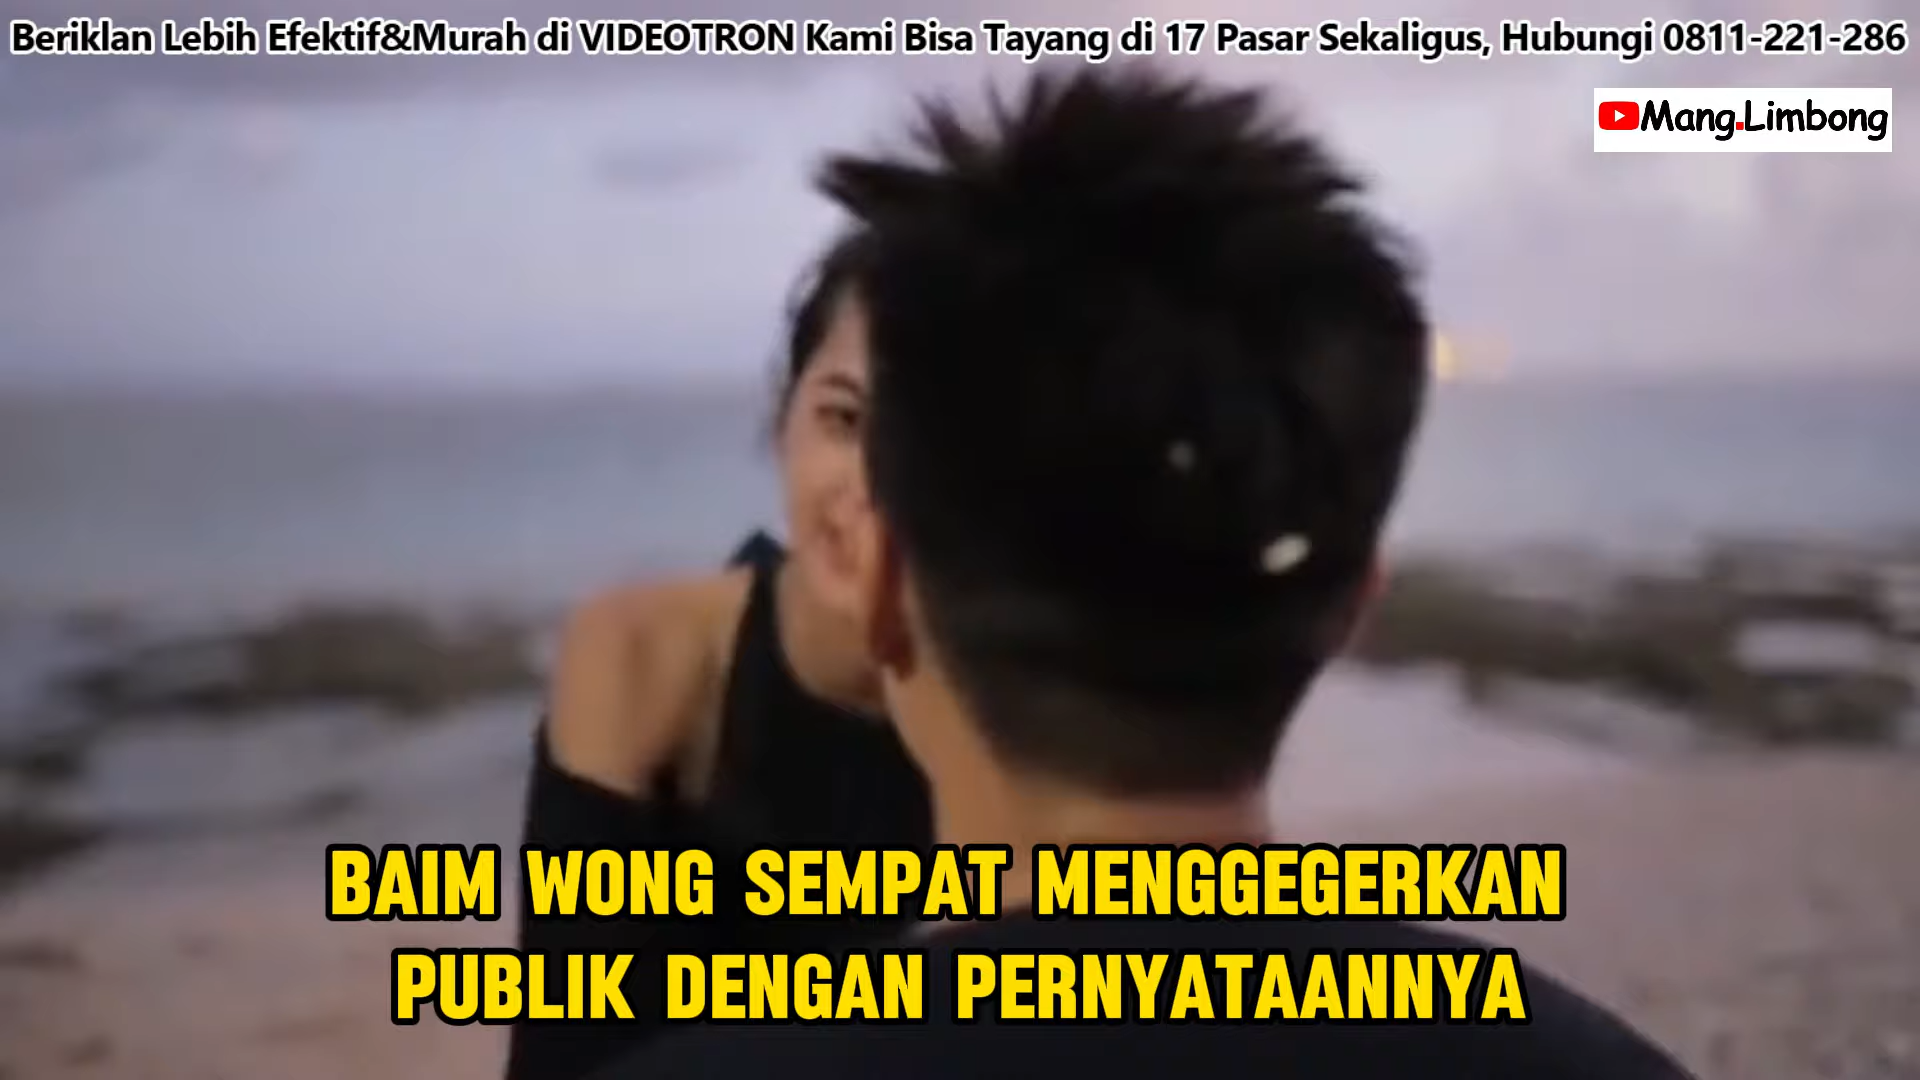 Beriklan Lebih Efektif&Murah di VIDEOTRON Kami Bisa Tayang di 17 Pasar Sekaligus, Hubungi 0811-221-286
Mang.Limbong
BAIM WONG SEMPAT MENGGEGERKAN
PUBLIK DENGAN PERNYATAANNYA